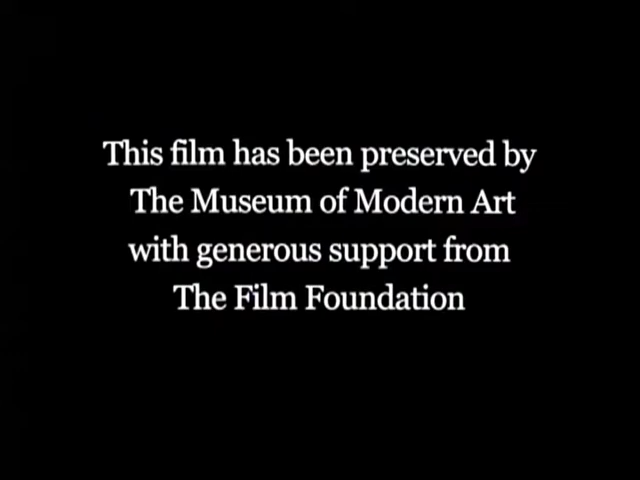 This film has been preserved by
The Museum of Modern Art
with generous support from
The Film Foundation